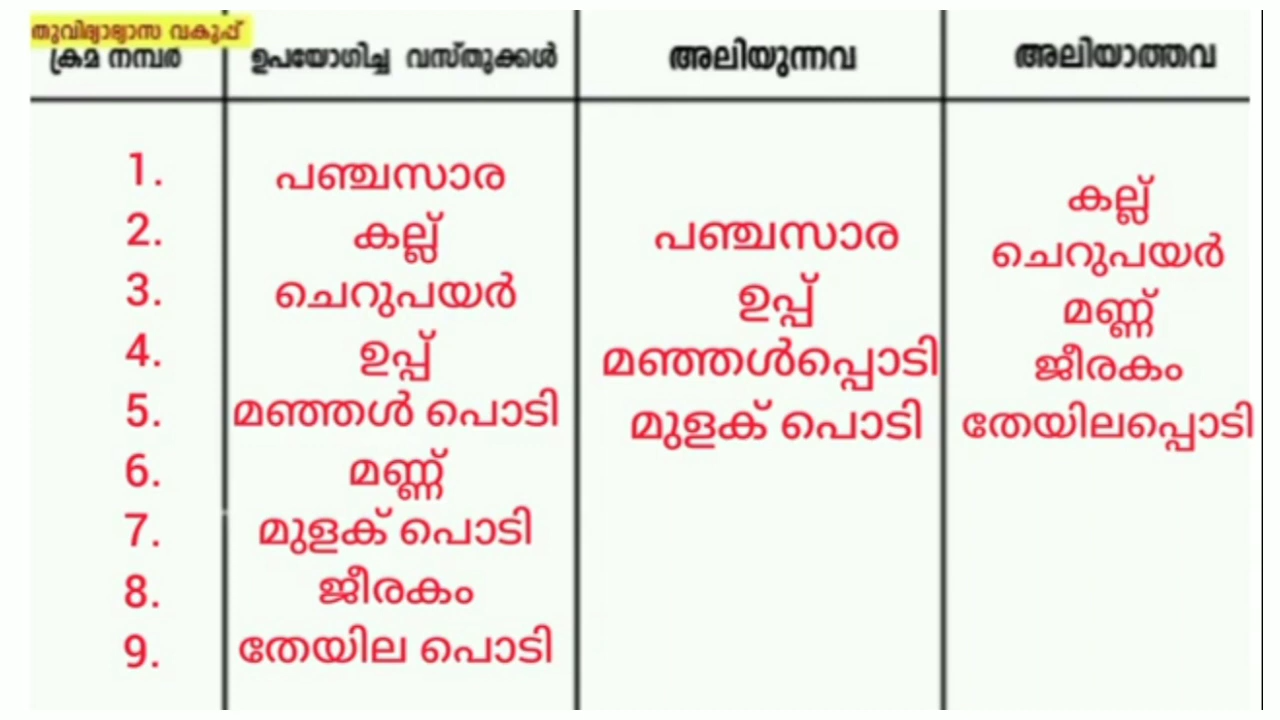 തുവിദ്യാഭ്യാസ വകുപ്പ്
ക്രമ നമ്പർ ഉപയോഗിച്ച വസ്തുക്കൾ അലിയുന്നവ അലിയാത്തവ
1. പഞ്ചസാര
2. കല്ല്
3. ചെറുപയർ
4. ഉപ്പ്
5. മഞ്ഞൾ പൊടി
6. മണ്ണ്
7. മുളക് പൊടി
8. ജീരകം
9. തേയില പൊടി
പഞ്ചസാര
ഉപ്പ്
മഞ്ഞൾപ്പൊടി
മുളക് പൊടി
കല്ല്
ചെറുപയർ
മണ്ണ്
ജീരകം
തേയിലപ്പൊടി